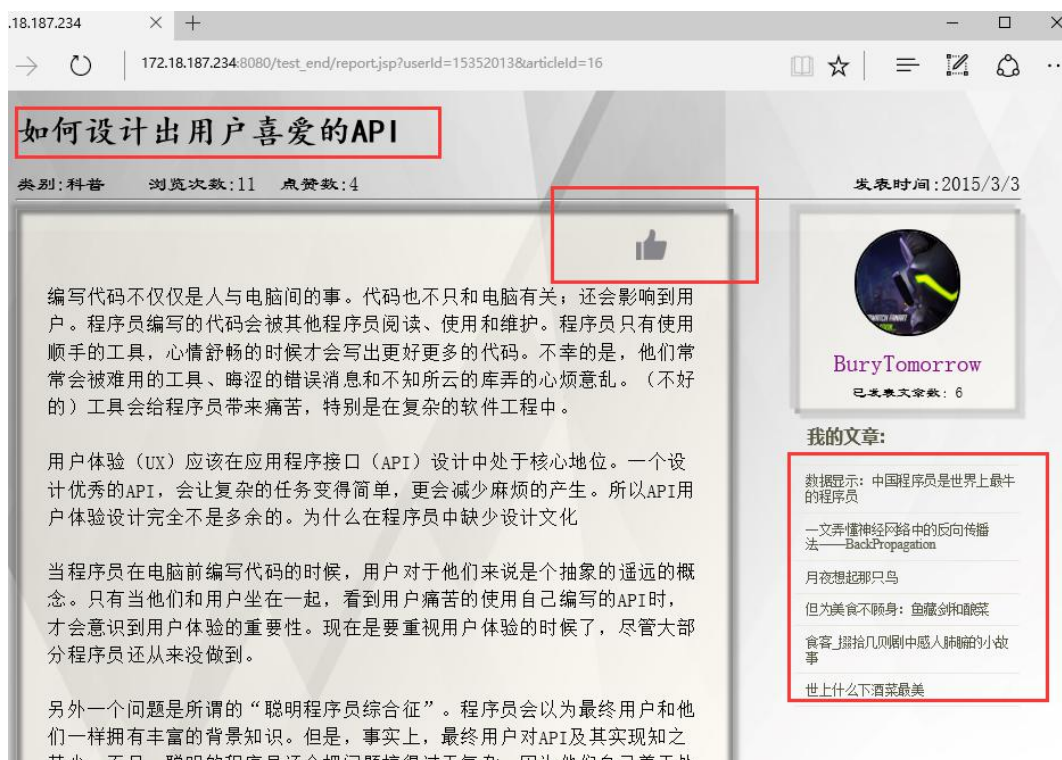 .18.187.234
172.18.187.234:8080/test_end/report.jsp?userId=15352013&articleId=16
如何设计出用户喜爱的API
类别:科普 浏览次数:11 点赞数:4 发表时间:2015/3/3
编写代码不仅仅是人与电脑间的事。代码也不只和电脑有关；还会影响到用
户。程序员编写的代码会被其他程序员阅读、使用和维护。程序员只有使用
顺手的工具，心情舒畅的时候才会写出更好更多的代码。不幸的是，他们常
常会被难用的工具、晦涩的错误消息和不知所云的库弄的心烦意乱。（不好
的）工具会给程序员带来痛苦，特别是在复杂的软件工程中。
用户体验（UX）应该在应用程序接口（API）设计中处于核心地位。一个设
计优秀的API，会让复杂的任务变得简单，更会减少麻烦的产生。所以API用
户体验设计完全不是多余的。为什么在程序员中缺少设计文化
当程序员在电脑前编写代码的时候，用户对于他们来说是个抽象的遥远的概
念。只有当他们和用户坐在一起，看到用户痛苦的使用自己编写的API时，
才会意识到用户体验的重要性。现在是要重视用户体验的时候了，尽管大部
分程序员还从来没做到。
另外一个问题是所谓的“聪明程序员综合征”。程序员会以为最终用户和他
们一样拥有丰富的背景知识。但是，事实上，最终用户对API及其实现知之
BuryTomorrow
已发表文章数: 6
我的文章:
数据显示：中国程序员是世界上最牛
的程序员
一文弄懂神经网络中的反向传播
法——BackPropagation
月夜想起那只鸟
但为美食不顾身：鱼藏剑和酸菜
食客_掇拾几则剧中感人肺腑的小故
事
世上什么下酒菜最美